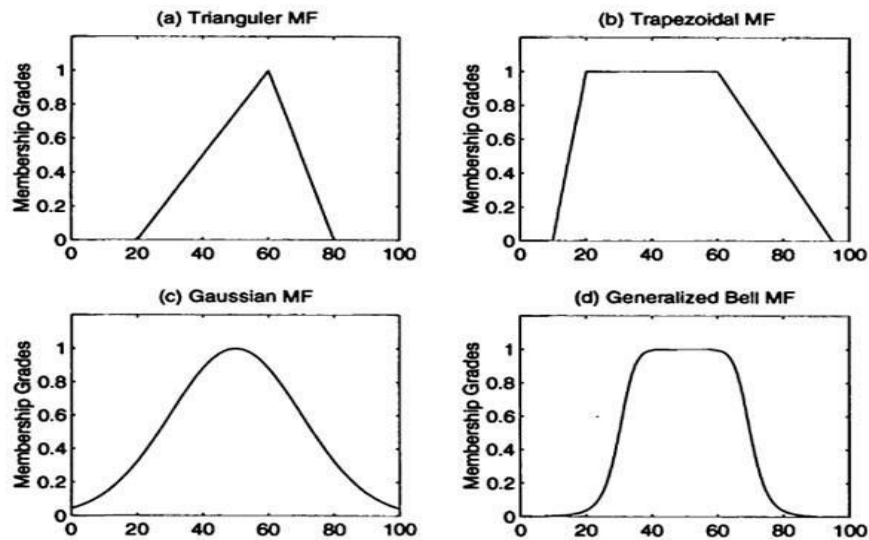 (a) Trianguler MF
Membership Grades
1
0.8
0.6
0.4
0.2
0
0 20 40 60 80 100
(b) Trapezoidal MF
Membership Grades
1
0.8
0.6
0.4
0.2
0
0 20 40 60 80 100
(c) Gaussian MF
Membership Grades
1
0.8
0.6
0.4
0.2
0
0 20 40 60 80 100
(d) Generalized Bell MF
Membership Grades
1
0.8
0.6
0.4
0.2
0
0 20 40 60 80 100